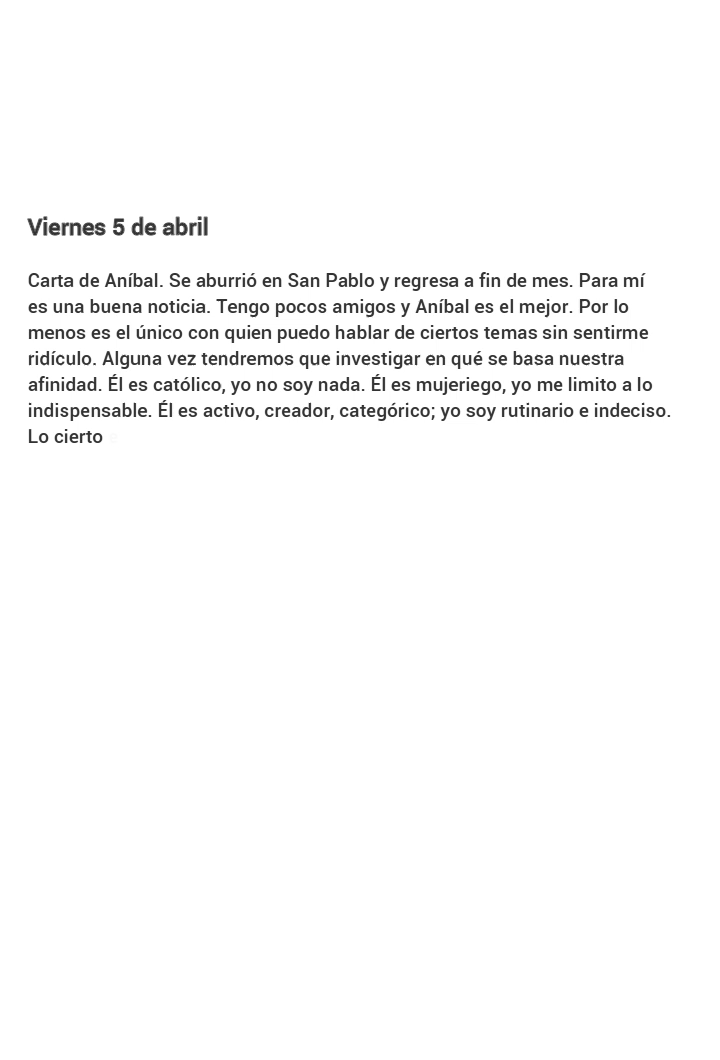 Viernes 5 de abril
Carta de Aníbal. Se aburrió en San Pablo y regresa a fin de mes. Para mí
es una buena noticia. Tengo pocos amigos y Aníbal es el mejor. Por lo
menos es el único con quien puedo hablar de ciertos temas sin sentirme
ridículo. Alguna vez tendremos que investigar en qué se basa nuestra
afinidad. Él es católico, yo no soy nada. Él es mujeriego, yo me limito a lo
indispensable. Él es activo, creador, categórico; yo soy rutinario e indeciso.
Lo cierto